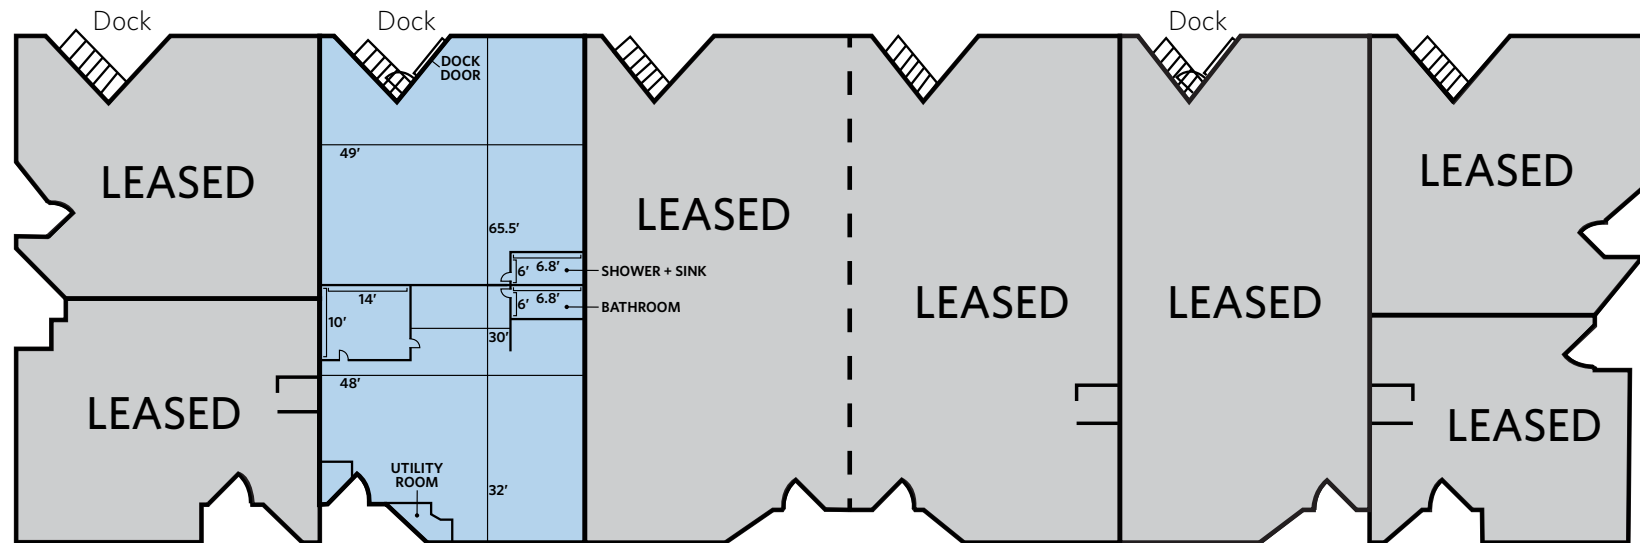 Dock
Dock
Dock
DOCK
DOOR
49′
LEASED
LEASED
LEASED
65.5′
6′ 6.8′
SHOWER + SINK
14′
6′ 6.8′
BATHROOM
10′
30′
LEASED
LEASED
48′
LEASED
LEASED
UTILITY
ROOM
32′